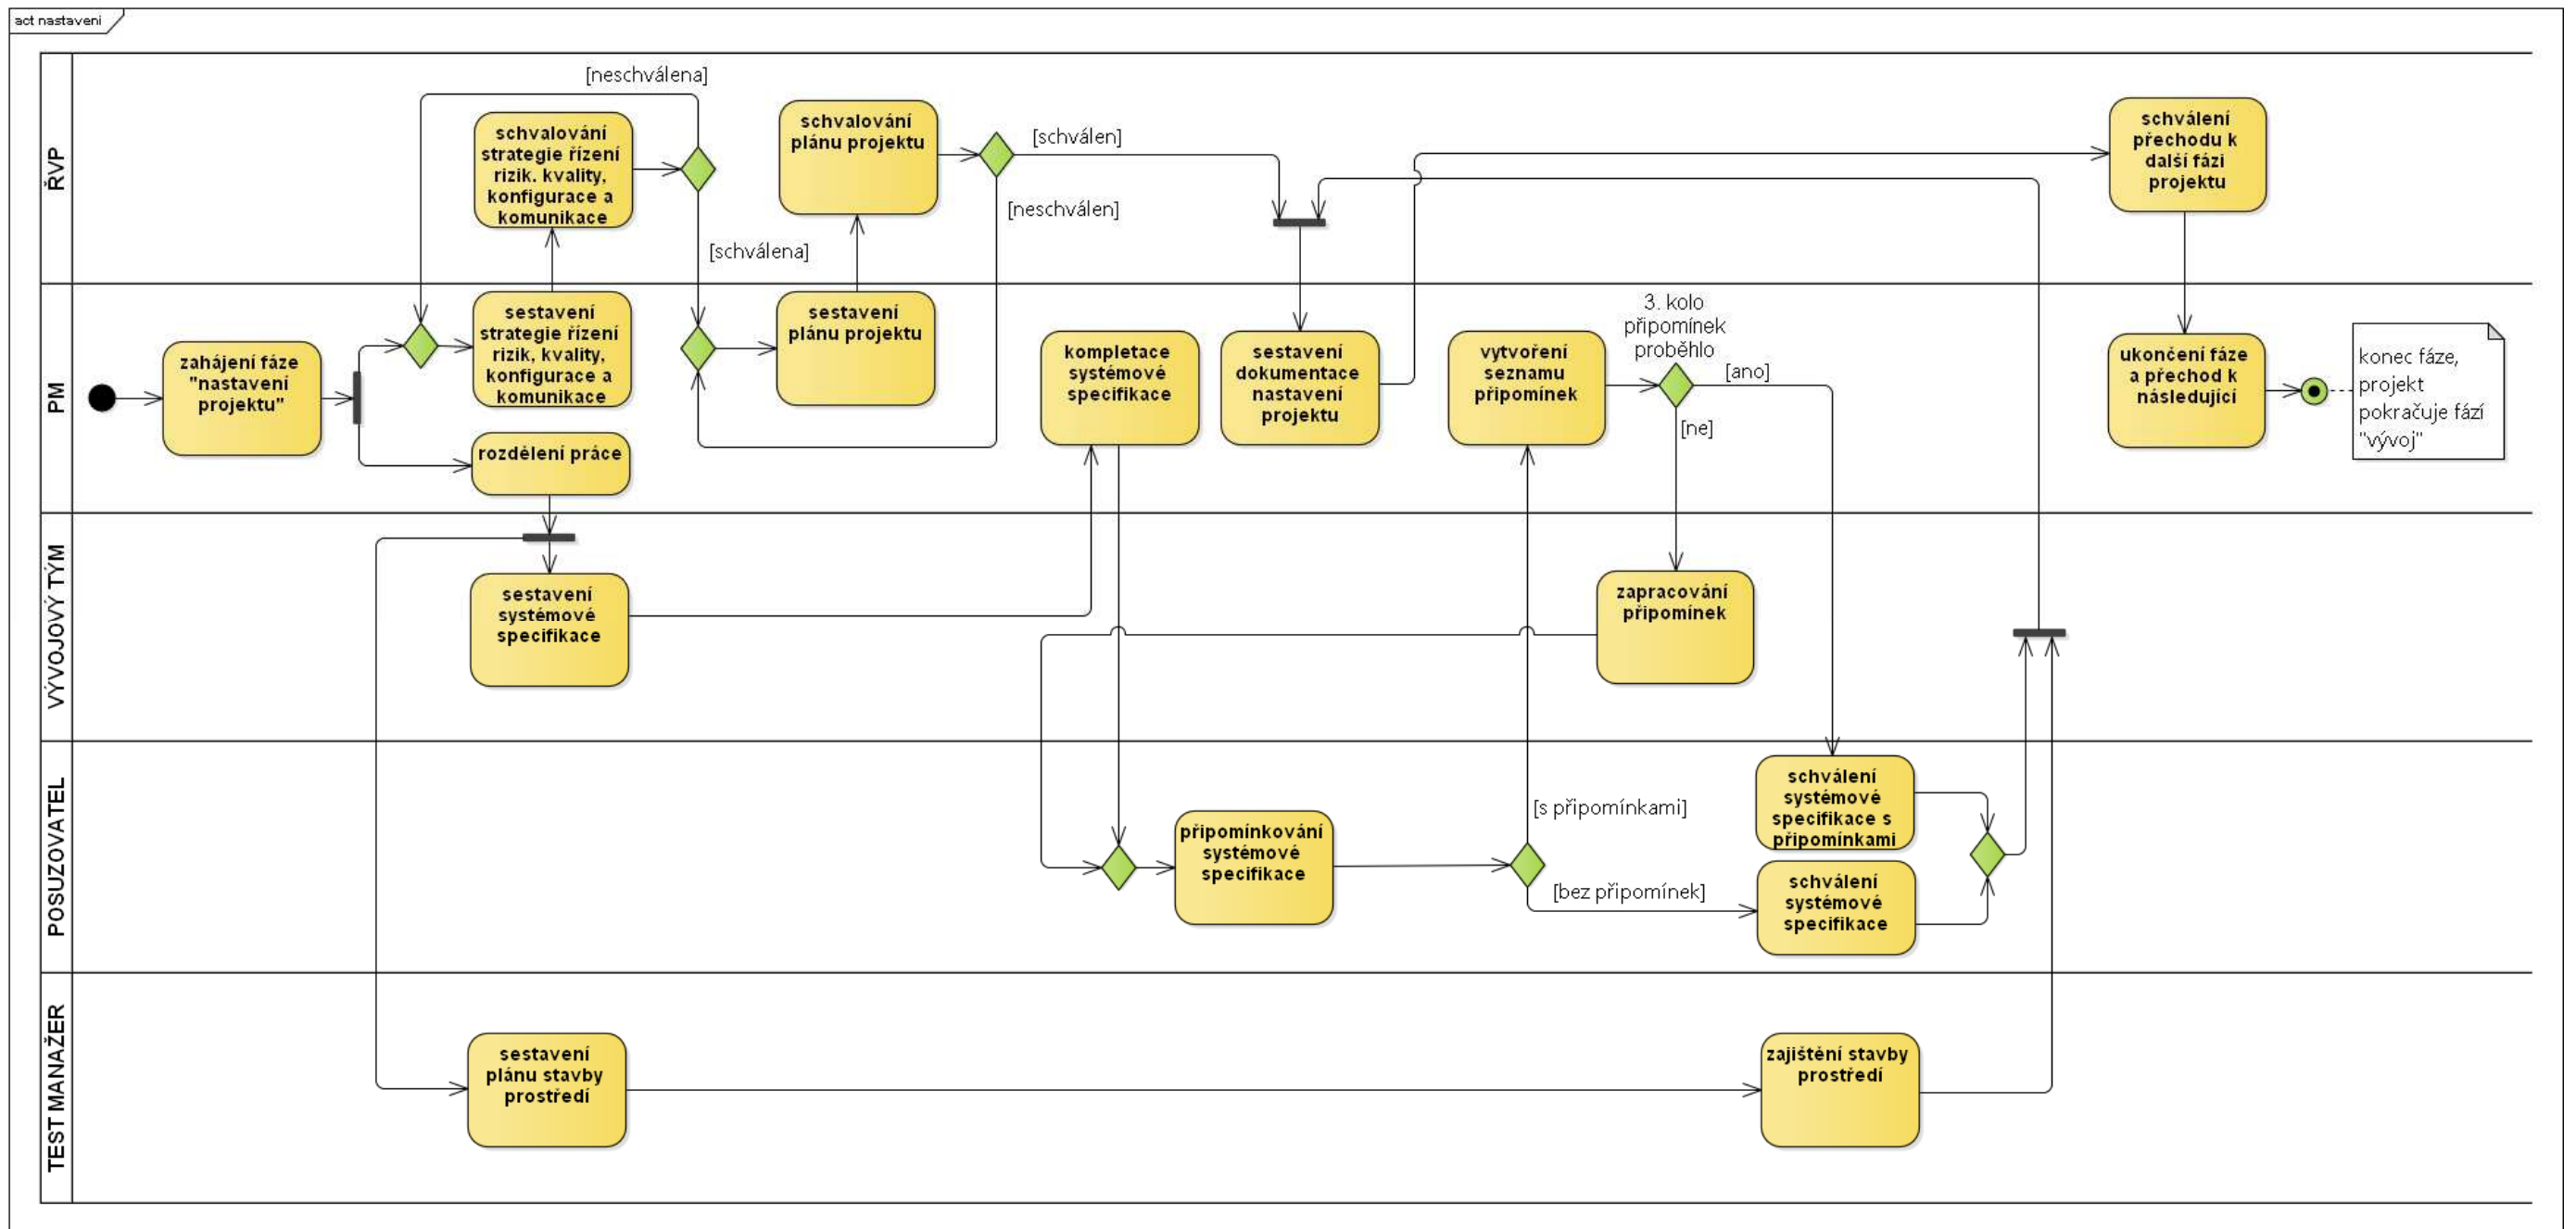 act nastaveni
ŘVP
[neschválena]
schvalování
strategie řízení
rizik. kvality,
konfigurace a
komunikace
[schválena]
schvalování
plánu projektu
[schválen]
[neschválen]
schválení
přechodu k
další fázi
projektu
PM
zahájení fáze
"nastavení
projektu"
sestavení
strategie řízení
rizik, kvality,
konfigurace a
komunikace
rozdělení práce
sestavení
plánu projektu
kompletace
systémové
specifikace
sestavení
dokumentace
nastavení
projektu
vytvoření
seznamu
připomínek
3. kolo
připomínek
proběhlo
[ano]
[ne]
ukončení fáze
a přechod k
následující
konec fáze,
projekt
pokračuje fází
"vývoj"
VÝVOJOVÝ TÝM
sestavení
systémové
specifikace
zapracování
připomínek
POSUZOVATEL
připomínkování
systémové
specifikace
[s připomínkami]
[bez připomínek]
schválení
systémové
specifikace s
připomínkami
schválení
systémové
specifikace
TEST MANAŽER
sestavení
plánu stavby
prostředí
zajištění stavby
prostředí